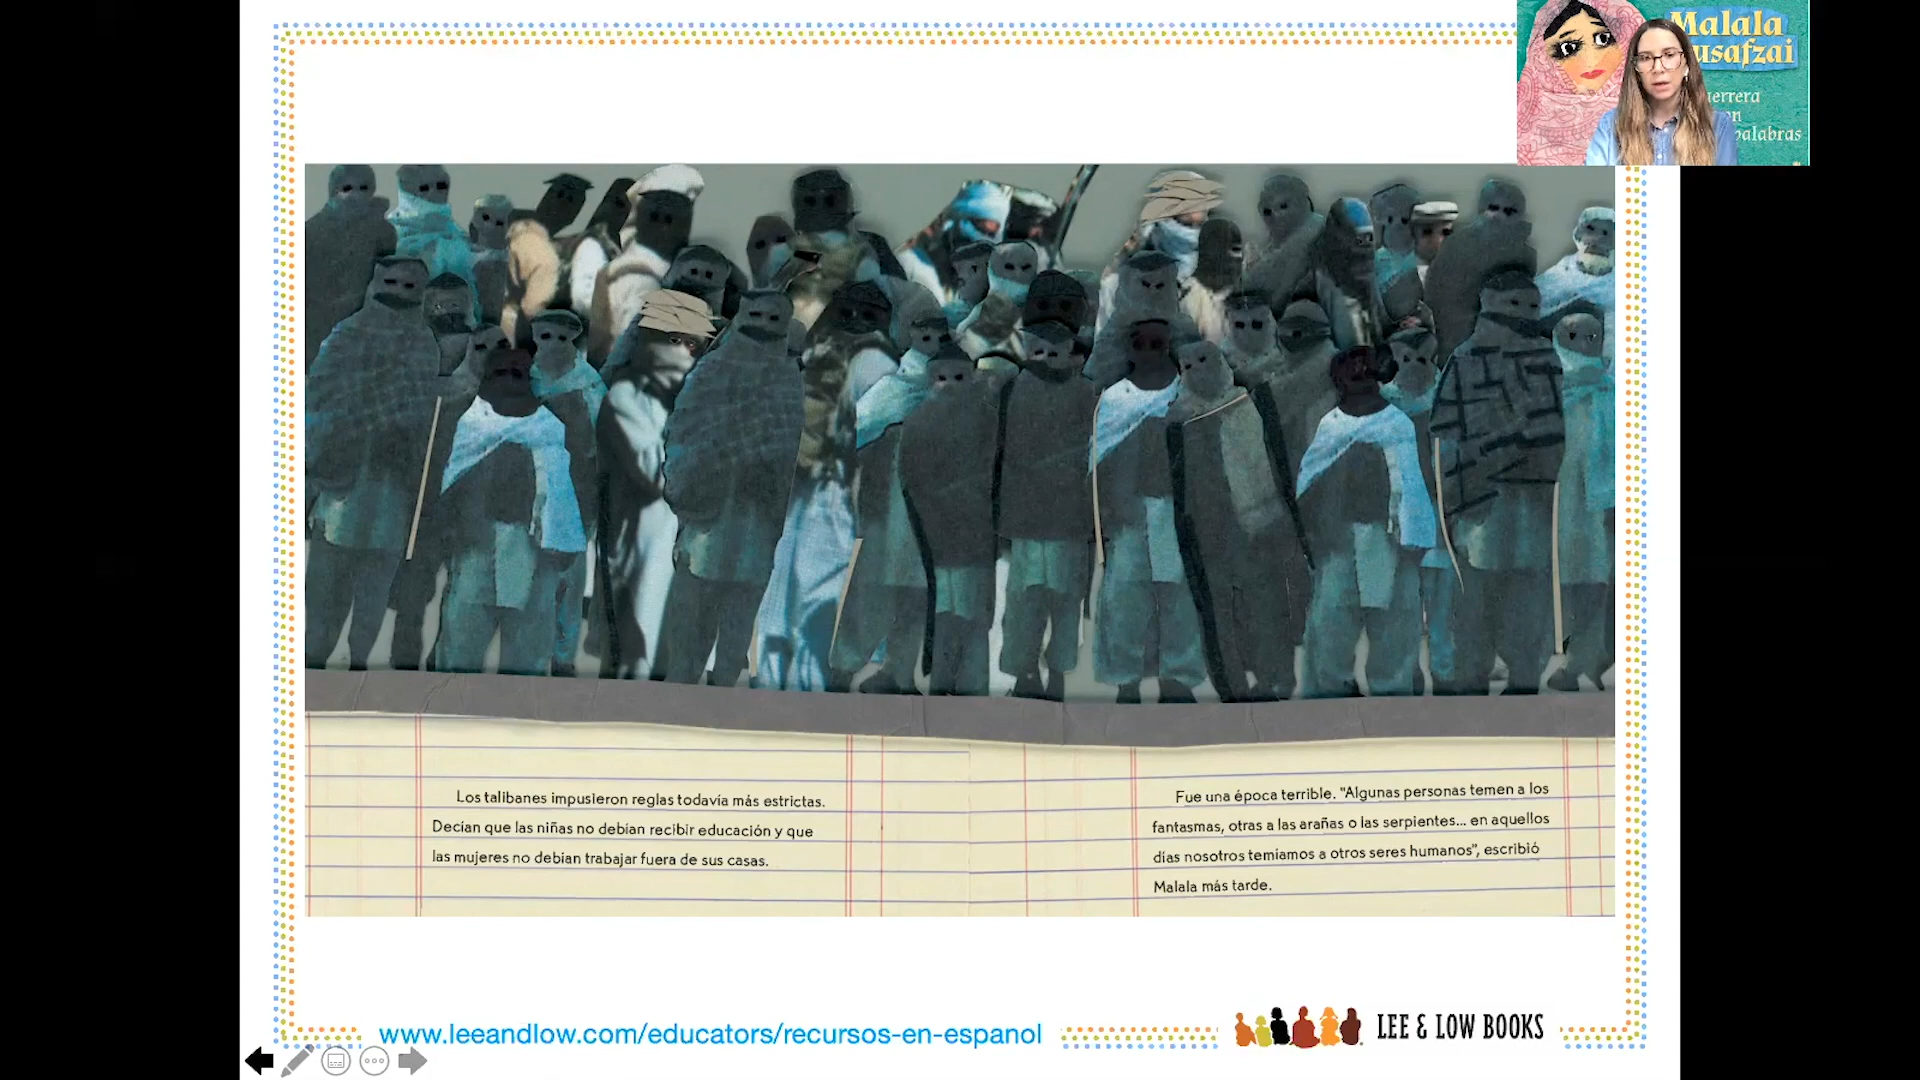 Malala
usafzai
uerrera
on
palabras
Los talibanes impusieron reglas todavía más estrictas.
Decían que las niñas no debían recibir educación y que
las mujeres no debían trabajar fuera de sus casas.
Fue una época terrible. "Algunas personas temen a los
fantasmas, otras a las arañas o las serpientes... en aquellos
días nosotros temíamos a otros seres humanos", escribió
Malala más tarde.
www.leeandlow.com/educators/recursos-en-espanol
LEE & LOW BOOKS